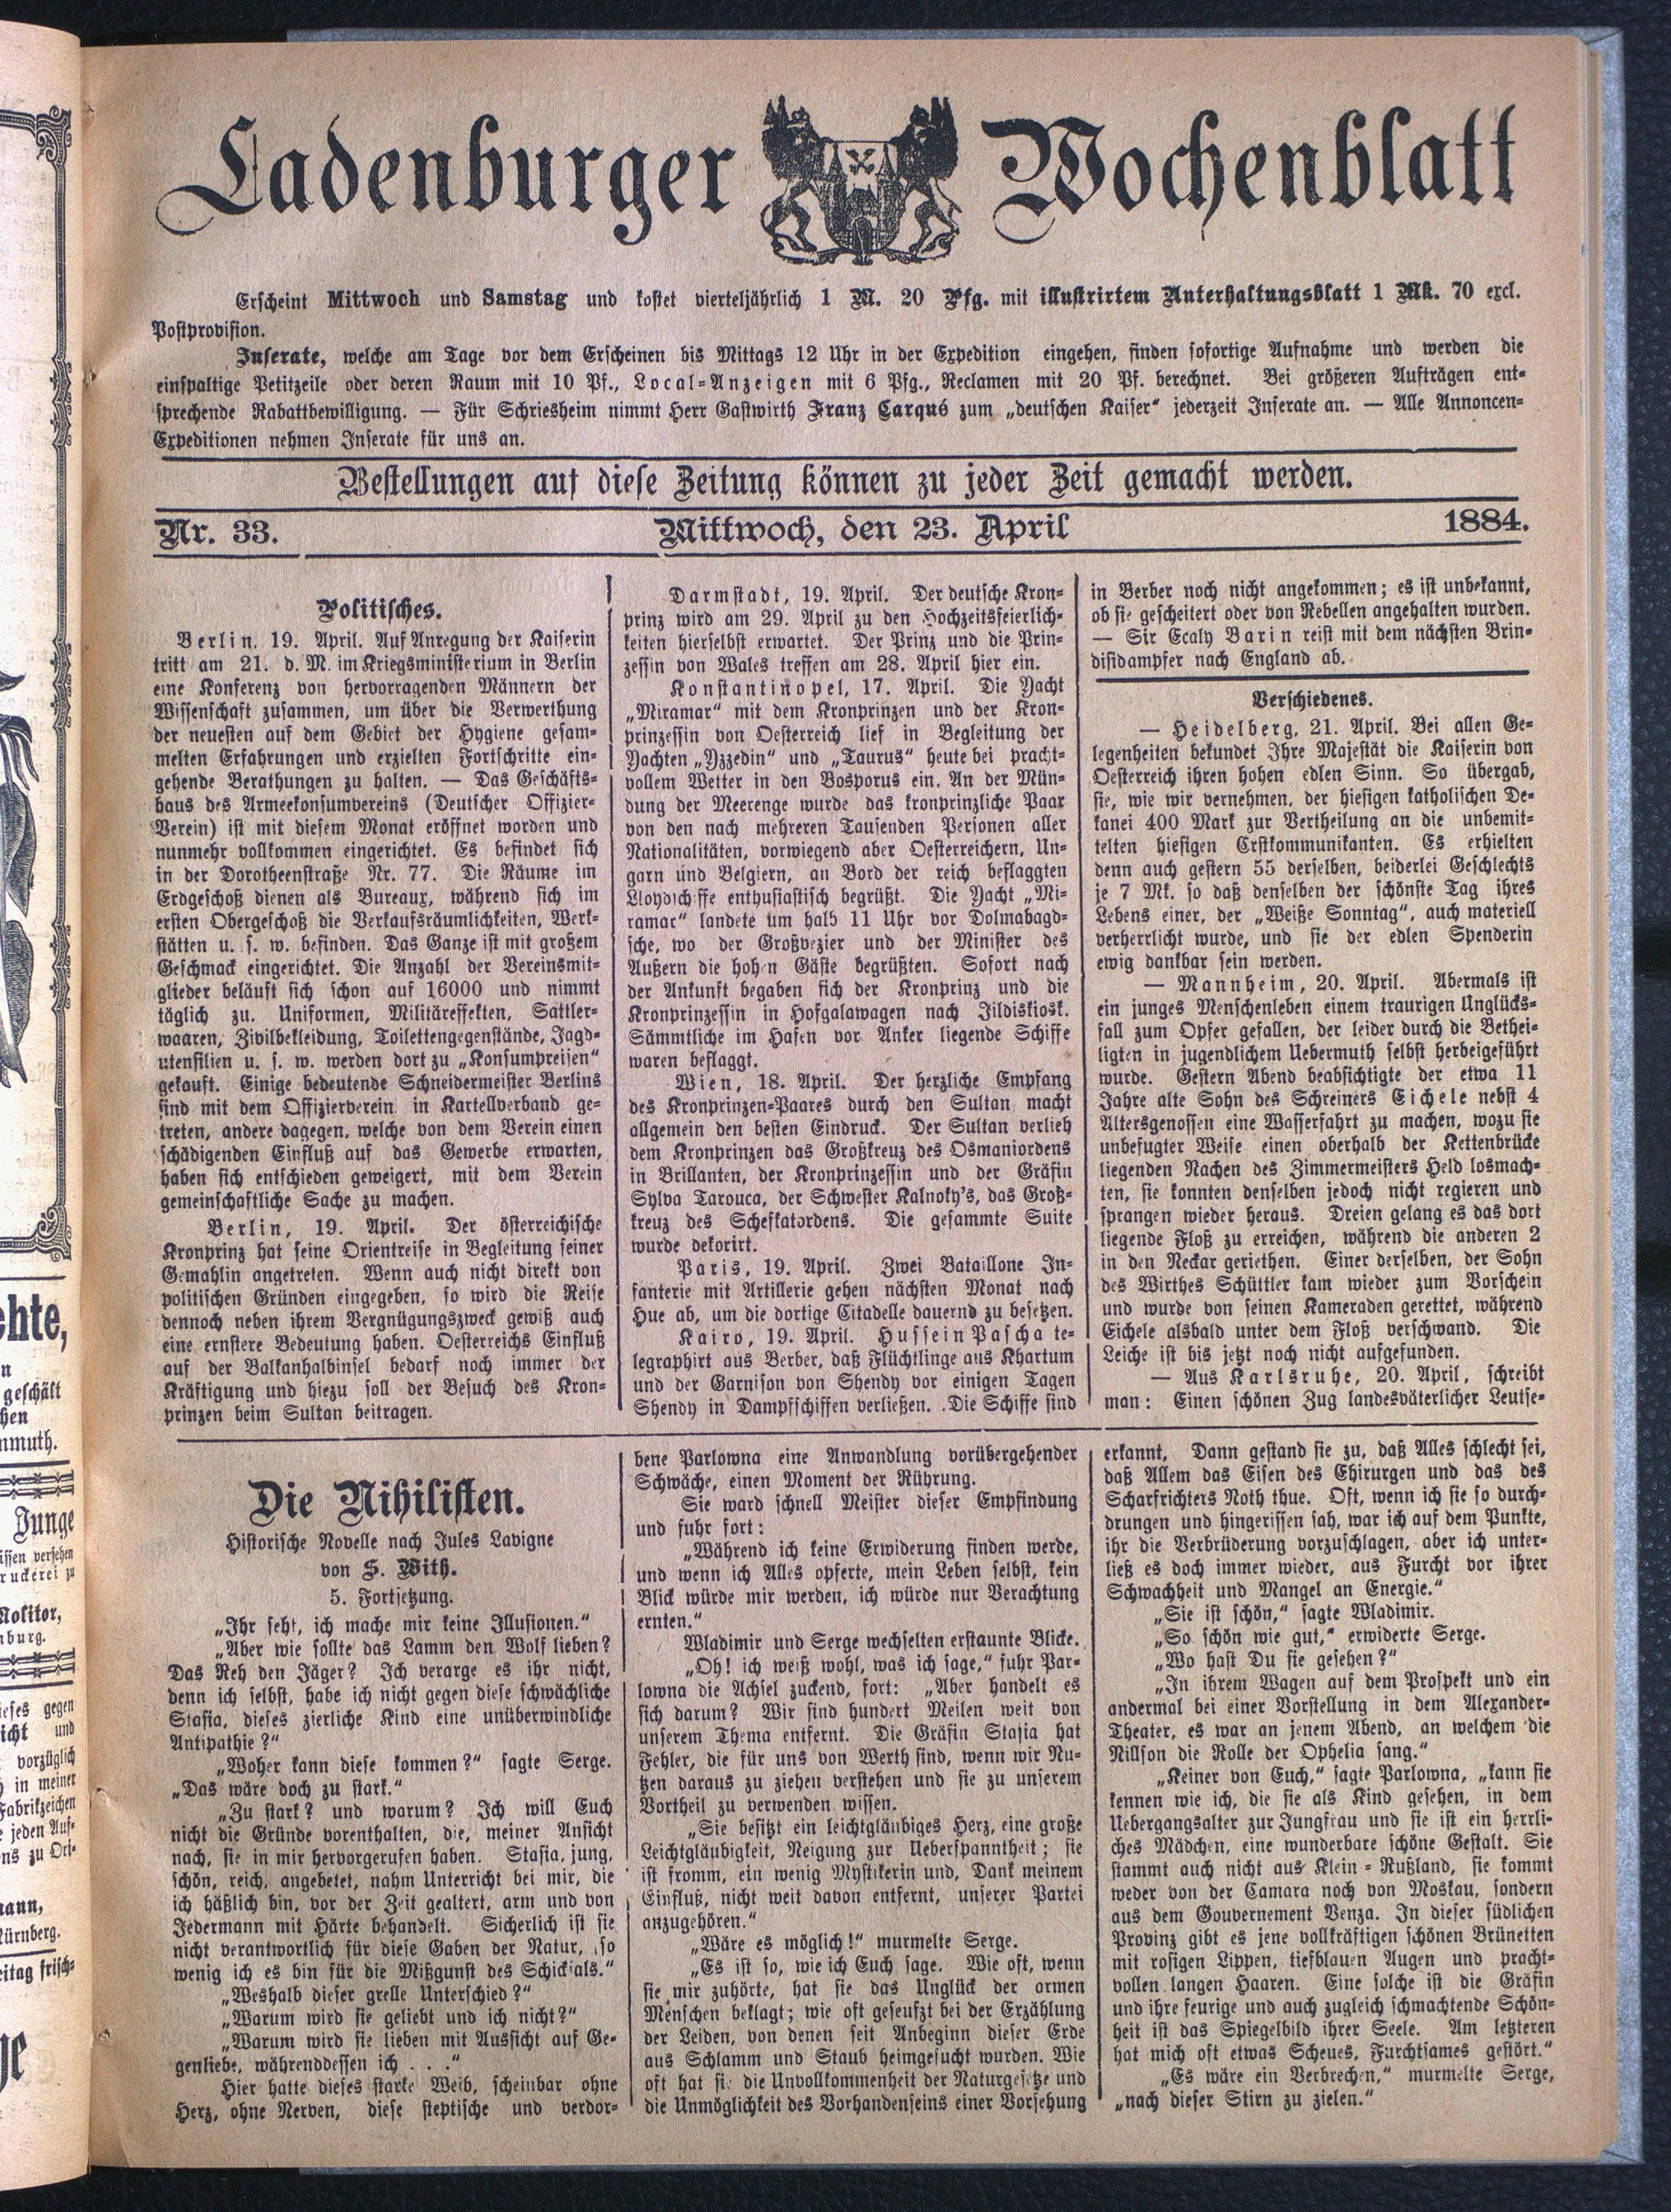 Ladenburger Wochenblatt
Erscheint Mittwoch und Samstag und kostet vierteljährlich 1 M. 20 Pfg. mit illustrirtem Unterhaltungsblatt 1 Mk. 70 excl.
Postprovision.
Inserate, welche am Tage vor dem Erscheinen bis Mittags 12 Uhr in der Expedition eingehen, finden sofortige Aufnahme und werden die
einspaltige Petitzeile oder deren Raum mit 10 Pf., Local-Anzeigen mit 6 Pfg., Reclamen mit 20 Pf. berechnet. Bei größeren Aufträgen ent-
sprechende Rabattbewilligung. — Für Schriesheim nimmt Herr Gastwirth Franz Carqué zum „deutschen Kaiser“ jederzeit Inserate an. — Alle Annoncen-
Expeditionen nehmen Inserate für uns an.
Bestellungen auf diese Zeitung können zu jeder Zeit gemacht werden.
Nr. 33. Mittwoch, den 23. April 1884.
Politisches.
Berlin, 19. April. Auf Anregung der Kaiserin
tritt am 21. d. M. im Kriegsministerium in Berlin
eine Konferenz von hervorragenden Männern der
Wissenschaft zusammen, um über die Verwerthung
der neuesten auf dem Gebiet der Hygiene gesam-
melten Erfahrungen und erzielten Fortschritte ein-
gehende Berathungen zu halten. — Das Geschäfts-
haus des Armeekonsumvereins (Deutscher Offizier-
Verein) ist mit diesem Monat eröffnet worden und
nunmehr vollkommen eingerichtet. Es befindet sich
in der Dorotheenstraße Nr. 77. Die Räume im
Erdgeschoß dienen als Bureaux, während sich im
ersten Obergeschoß die Verkaufsräumlichkeiten, Werk-
stätten u. s. w. befinden. Das Ganze ist mit großem
Geschmack eingerichtet. Die Anzahl der Vereinsmit-
glieder beläuft sich schon auf 16000 und nimmt
täglich zu. Uniformen, Militäreffekten, Sattler-
waaren, Zivilbekleidung, Toilettengegenstände, Jagd-
utensilien u. s. w. werden dort zu „Konsumpreisen“
gekauft. Einige bedeutende Schneidermeister Berlins
sind mit dem Offizierverein in Kartellverband ge-
treten, andere dagegen, welche von dem Verein einen
schädigenden Einfluß auf das Gewerbe erwarten,
haben sich entschieden geweigert, mit dem Verein
gemeinschaftliche Sache zu machen.
Berlin, 19. April. Der österreichische
Kronprinz hat seine Orientreise in Begleitung seiner
Gemahlin angetreten. Wenn auch nicht direkt von
politischen Gründen eingegeben, so wird die Reise
dennoch neben ihrem Vergnügungszweck gewiß auch
eine ernstere Bedeutung haben. Oesterreichs Einfluß
auf der Balkanhalbinsel bedarf noch immer der
Kräftigung und hiezu soll der Besuch des Kron-
prinzen beim Sultan beitragen.
Darmstadt, 19. April. Der deutsche Kron-
prinz wird am 29. April zu den Hochzeitsfeierlich-
keiten hierselbst erwartet. Der Prinz und die Prin-
zessin von Wales treffen am 28. April hier ein.
Konstantinopel, 17. April. Die Yacht
„Miramar“ mit dem Kronprinzen und der Kron-
prinzessin von Oesterreich lief in Begleitung der
Yachten „Yzzedin“ und „Taurus“ heute bei pracht-
vollem Wetter in den Bosporus ein. An der Mün-
dung der Meerenge wurde das kronprinzliche Paar
von den nach mehreren Tausenden Personen aller
Nationalitäten, vorwiegend aber Oesterreichern, Un-
garn und Belgiern, an Bord der reich beflaggten
Lloydschiffe enthusiastisch begrüßt. Die Yacht „Mi-
ramar“ landete um halb 11 Uhr vor Dolmabagd-
sche, wo der Großvezier und der Minister des
Äußern die hohen Gäste begrüßten. Sofort nach
der Ankunft begaben sich der Kronprinz und die
Kronprinzessin in Hofgalawagen nach Jildiskiosk.
Sämmtliche im Hafen vor Anker liegende Schiffe
waren beflaggt.
Wien, 18. April. Der herzliche Empfang
des Kronprinzen-Paares durch den Sultan macht
allgemein den besten Eindruck. Der Sultan verlieh
dem Kronprinzen das Großkreuz des Osmaniordens
in Brillanten, der Kronprinzessin und der Gräfin
Sylva Tarouca, der Schwester Kalnoky's, das Groß-
kreuz des Schefkatordens. Die gesammte Suite
wurde dekorirt.
Paris, 19. April. Zwei Bataillone In-
fanterie mit Artillerie gehen nächsten Monat nach
Hue ab, um die dortige Citadelle dauernd zu besetzen.
Kairo, 19. April. Hussein Pascha te-
legraphirt aus Berber, daß Flüchtlinge aus Khartum
und der Garnison von Shendy vor einigen Tagen
Shendy in Dampfschiffen verließen. Die Schiffe sind
in Berber noch nicht angekommen; es ist unbekannt,
ob sie gescheitert oder von Rebellen angehalten wurden.
— Sir Ecaly Barin reist mit dem nächsten Brin-
disidampfer nach England ab.
Verschiedenes.
— Heidelberg, 21. April. Bei allen Ge-
legenheiten bekundet Ihre Majestät die Kaiserin von
Oesterreich ihren hohen edlen Sinn. So übergab,
sie, wie wir vernehmen, der hiesigen katholischen De-
kanei 400 Mark zur Vertheilung an die unbemit-
telten hiesigen Erstkommunikanten. Es erhielten
denn auch gestern 55 derselben, beiderlei Geschlechts
je 7 Mk. so daß denselben der schönste Tag ihres
Lebens einer, der „Weiße Sonntag“, auch materiell
verherrlicht wurde, und sie der edlen Spenderin
ewig dankbar sein werden.
— Mannheim, 20. April. Abermals ist
ein junges Menschenleben einem traurigen Unglücks-
fall zum Opfer gefallen, der leider durch die Bethei-
ligten in jugendlichem Uebermuth selbst herbeigeführt
wurde. Gestern Abend beabsichtigte der etwa 11
Jahre alte Sohn des Schreiners Eichele nebst 4
Altersgenossen eine Wasserfahrt zu machen, wozu sie
unbefugter Weise einen oberhalb der Kettenbrücke
liegenden Nachen des Zimmermeisters Held losmach-
ten, sie konnten denselben jedoch nicht regieren und
sprangen wieder heraus. Dreien gelang es das dort
liegende Floß zu erreichen, während die anderen 2
in den Neckar geriethen. Einer derselben, der Sohn
des Wirthes Schüttler kam wieder zum Vorschein
und wurde von seinen Kameraden gerettet, während
Eichele alsbald unter dem Floß verschwand. Die
Leiche ist bis jetzt noch nicht aufgefunden.
— Aus Karlsruhe, 20. April, schreibt
man: Einen schönen Zug landesväterlicher Leutse-
Die Nihilisten.
Historische Novelle nach Jules Lavigne
von S. With.
5. Fortsetzung.
„Ihr seht, ich mache mir keine Illusionen.“
„Aber wie sollte das Lamm den Wolf lieben?
Das Reh den Jäger? Ich verarge es ihr nicht,
denn ich selbst, habe ich nicht gegen diese schwächliche
Stasia, dieses zierliche Kind eine unüberwindliche
Antipathie?“
„Woher kann diese kommen?“ sagte Serge.
„Das wäre doch zu stark.“
„Zu stark? und warum? Ich will Euch
nicht die Gründe vorenthalten, die, meiner Ansicht
nach, sie in mir hervorgerufen haben. Stasia, jung,
schön, reich, angebetet, nahm Unterricht bei mir, die
ich häßlich bin, vor der Zeit gealtert, arm und von
Jedermann mit Härte behandelt. Sicherlich ist sie
nicht verantwortlich für diese Gaben der Natur, so
wenig ich es bin für die Mißgunst des Schicksals.“
„Weshalb dieser grelle Unterschied?“
„Warum wird sie geliebt und ich nicht?“
„Warum wird sie lieben mit Aussicht auf Ge-
genliebe, währenddessen ich . . .“
Hier hatte dieses starke Weib, scheinbar ohne
Herz, ohne Nerven, diese skeptische und verdor-
bene Parlowna eine Anwandlung vorübergehender
Schwäche, einen Moment der Rührung.
Sie ward schnell Meister dieser Empfindung
und fuhr fort:
„Während ich keine Erwiderung finden werde,
und wenn ich Alles opferte, mein Leben selbst, kein
Blick würde mir werden, ich würde nur Verachtung
ernten.“
Wladimir und Serge wechselten erstaunte Blicke.
„Oh! ich weiß wohl, was ich sage,“ fuhr Par-
lowna die Achsel zuckend, fort: „Aber handelt es
sich darum? Wir sind hundert Meilen weit von
unserem Thema entfernt. Die Gräfin Stasia hat
Fehler, die für uns von Werth sind, wenn wir Nu-
tzen daraus zu ziehen verstehen und sie zu unserem
Vortheil zu verwenden wissen.
„Sie besitzt ein leichtgläubiges Herz, eine große
Leichtgläubigkeit, Neigung zur Ueberspanntheit; sie
ist fromm, ein wenig Mystikerin und, Dank meinem
Einfluß, nicht weit davon entfernt, unserer Partei
anzugehören.“
„Wäre es möglich!“ murmelte Serge.
„Es ist so, wie ich Euch sage. Wie oft, wenn
sie mir zuhörte, hat sie das Unglück der armen
Menschen beklagt; wie oft geseufzt bei der Erzählung
der Leiden, von denen seit Anbeginn dieser Erde
aus Schlamm und Staub heimgesucht wurden. Wie
oft hat sie die Unvollkommenheit der Naturgesetze und
die Unmöglichkeit des Vorhandenseins einer Vorsehung
erkannt, Dann gestand sie zu, daß Alles schlecht sei,
daß Allem das Eisen des Chirurgen und das des
Scharfrichters Noth thue. Oft, wenn ich sie so durch-
drungen und hingerissen sah, war ich auf dem Punkte,
ihr die Verbrüderung vorzuschlagen, aber ich unter-
ließ es doch immer wieder, aus Furcht vor ihrer
Schwachheit und Mangel an Energie.“
„Sie ist schön,“ sagte Wladimir.
„So schön wie gut,“ erwiderte Serge.
„Wo hast Du sie gesehen?“
„In ihrem Wagen auf dem Prospekt und ein
andermal bei einer Vorstellung in dem Alexander-
Theater, es war an jenem Abend, an welchem die
Nillson die Rolle der Ophelia sang.“
„Keiner von Euch,“ sagte Parlowna, „kann sie
kennen wie ich, die sie als Kind gesehen, in dem
Uebergangsalter zur Jungfrau und sie ist ein herrli-
ches Mädchen, eine wunderbare schöne Gestalt. Sie
stammt auch nicht aus Klein-Rußland, sie kommt
weder von der Camara noch von Moskau, sondern
aus dem Gouvernement Venza. In dieser südlichen
Provinz gibt es jene vollkräftigen schönen Brünetten
mit rosigen Lippen, tiefblauen Augen und pracht-
vollen langen Haaren. Eine solche ist die Gräfin
und ihre feurige und auch zugleich schmachtende Schön-
heit ist das Spiegelbild ihrer Seele. Am letzteren
hat mich oft etwas Scheues, Furchtsames gestört.“
„Es wäre ein Verbrechen,“ murmelte Serge,
„nach dieser Stirn zu zielen.“